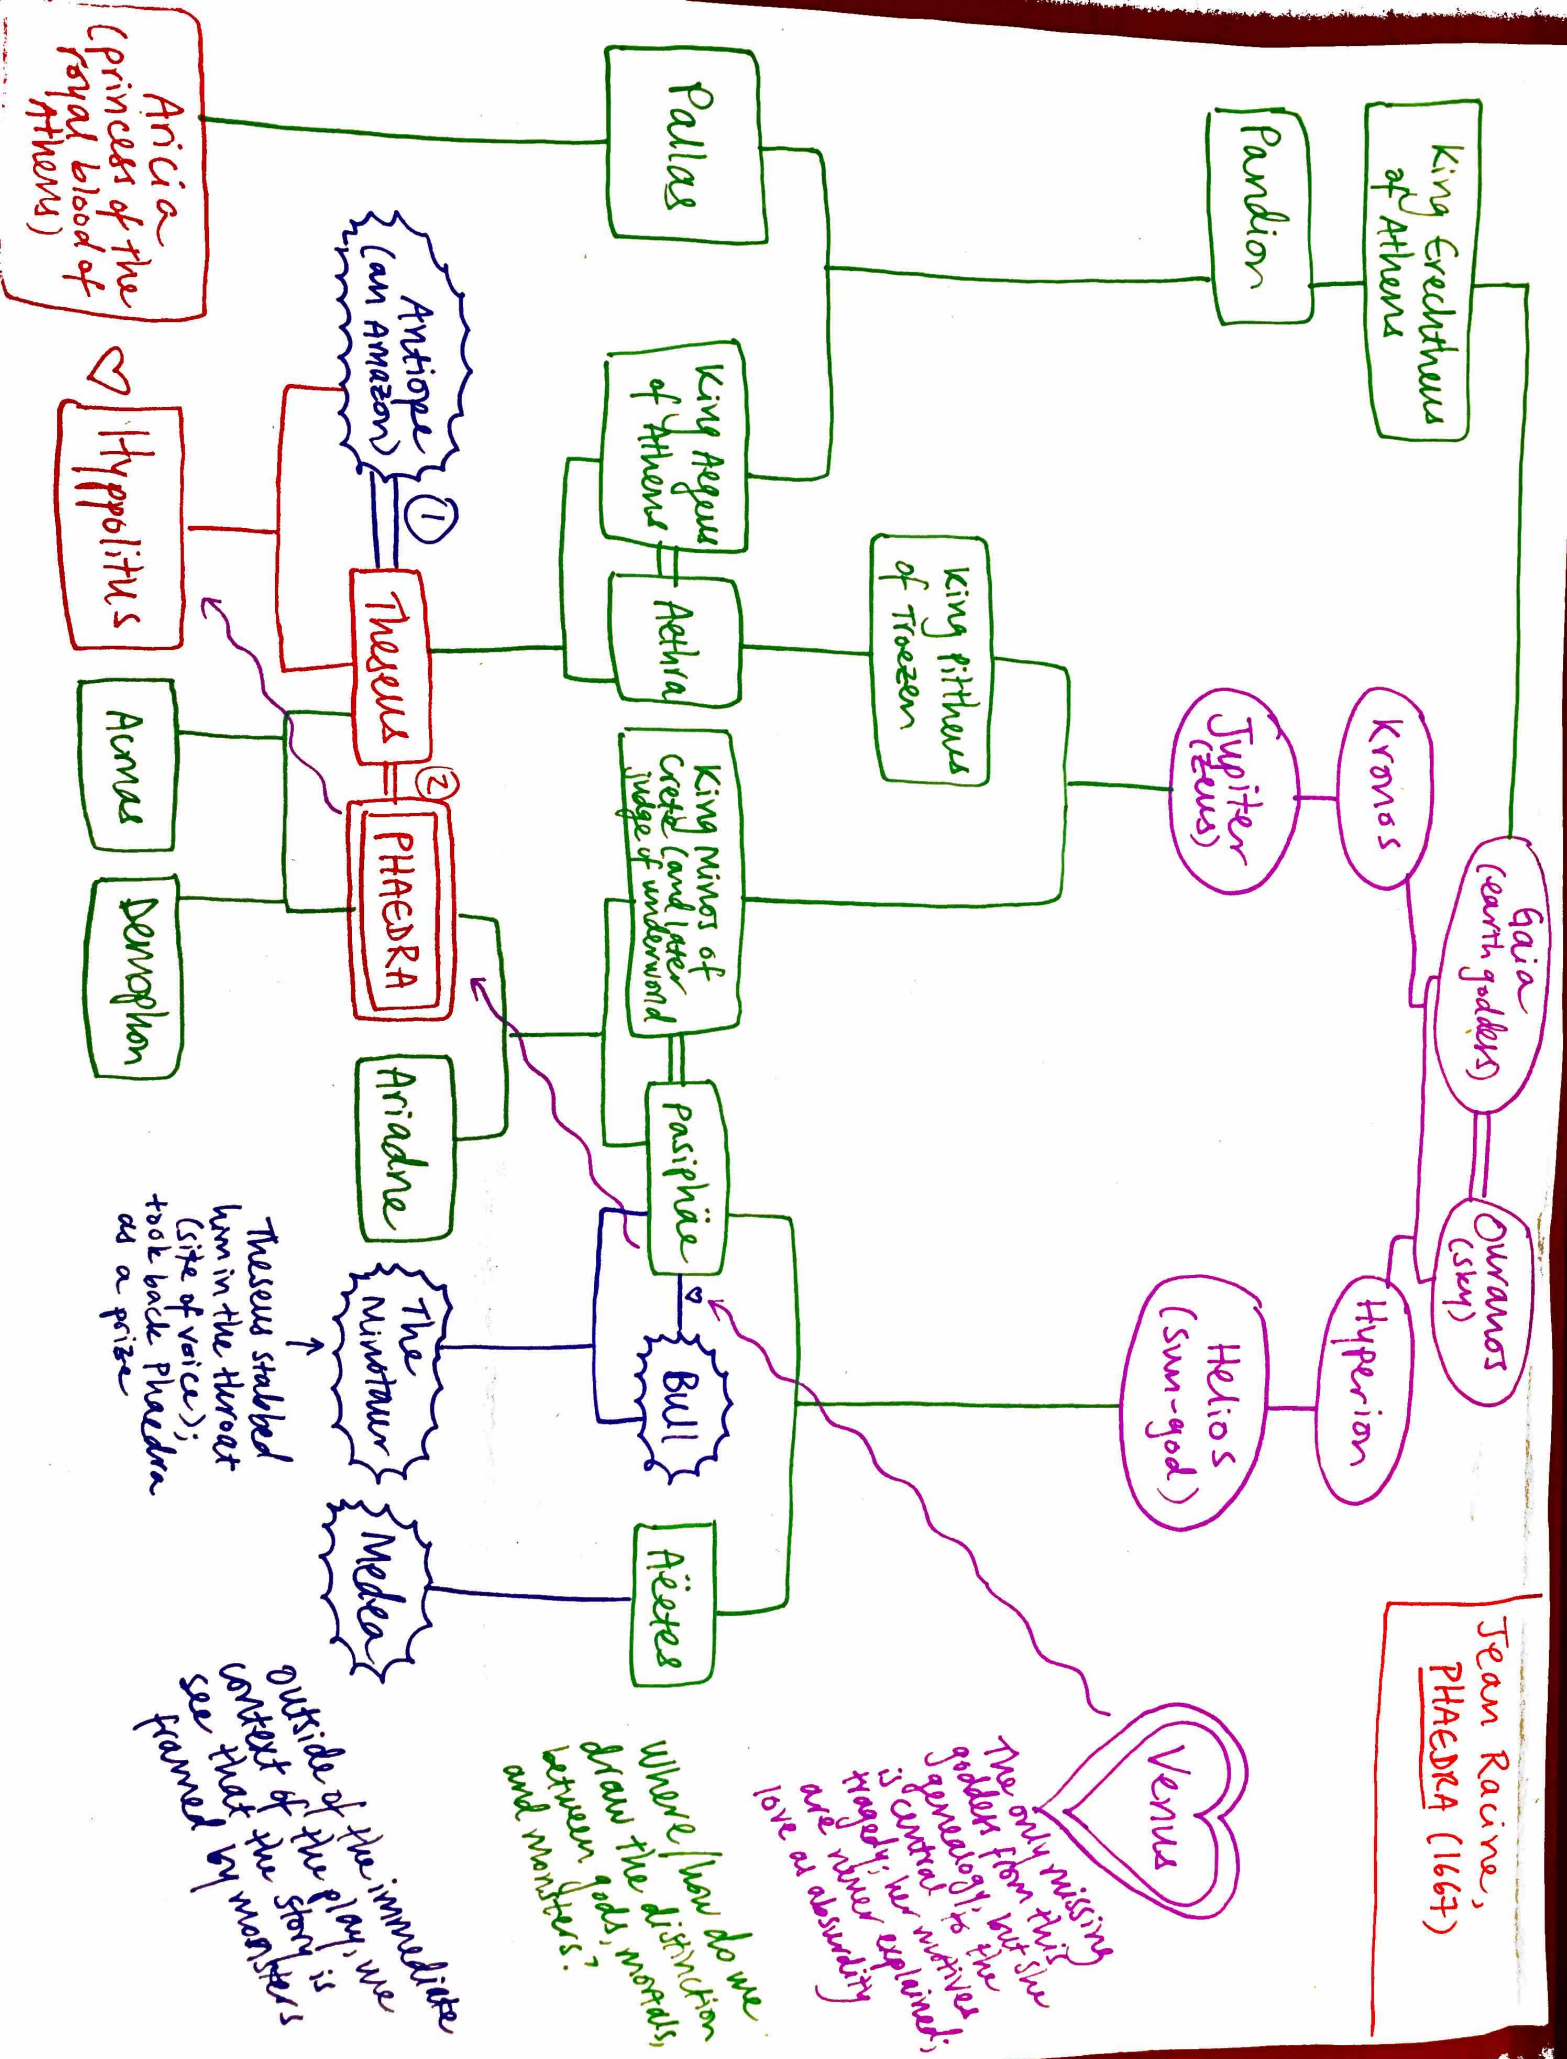 Jean Racine,
PHAEDRA (1667)
Gaia
(earth goddess)
Ouranos
(sky)
King Erechtheus
of Athens
Kronos
Hyperion
Pandion
Jupiter
(Zeus)
Helios
(sun-god)
Venus
The only missing
goddess from this
genealogy, but she
is central to the
tragedy; her motives
are never explained;
love as absurdity
King Pittheus
of Troezen
Pallas
King Aegeus
of Athens
Aethra
King Minos of
Crete (and later
judge of underworld
Pasiphäe
♡
Bull
Aëetes
Where/how do we
draw the distinction
between gods, mortals,
and monsters?
Antiope
(an Amazon)
①
Theseus
②
PHAEDRA
Ariadne
The
Minotaur
Medea
Theseus stabbed
him in the throat
(site of voice);
took back Phaedra
as a prize
outside of the immediate
context of the play, we
see that the story is
framed by monsters
Aricia
(princess of the
royal blood of
Athens)
♡
Hyppolitus
Acmas
Demophon